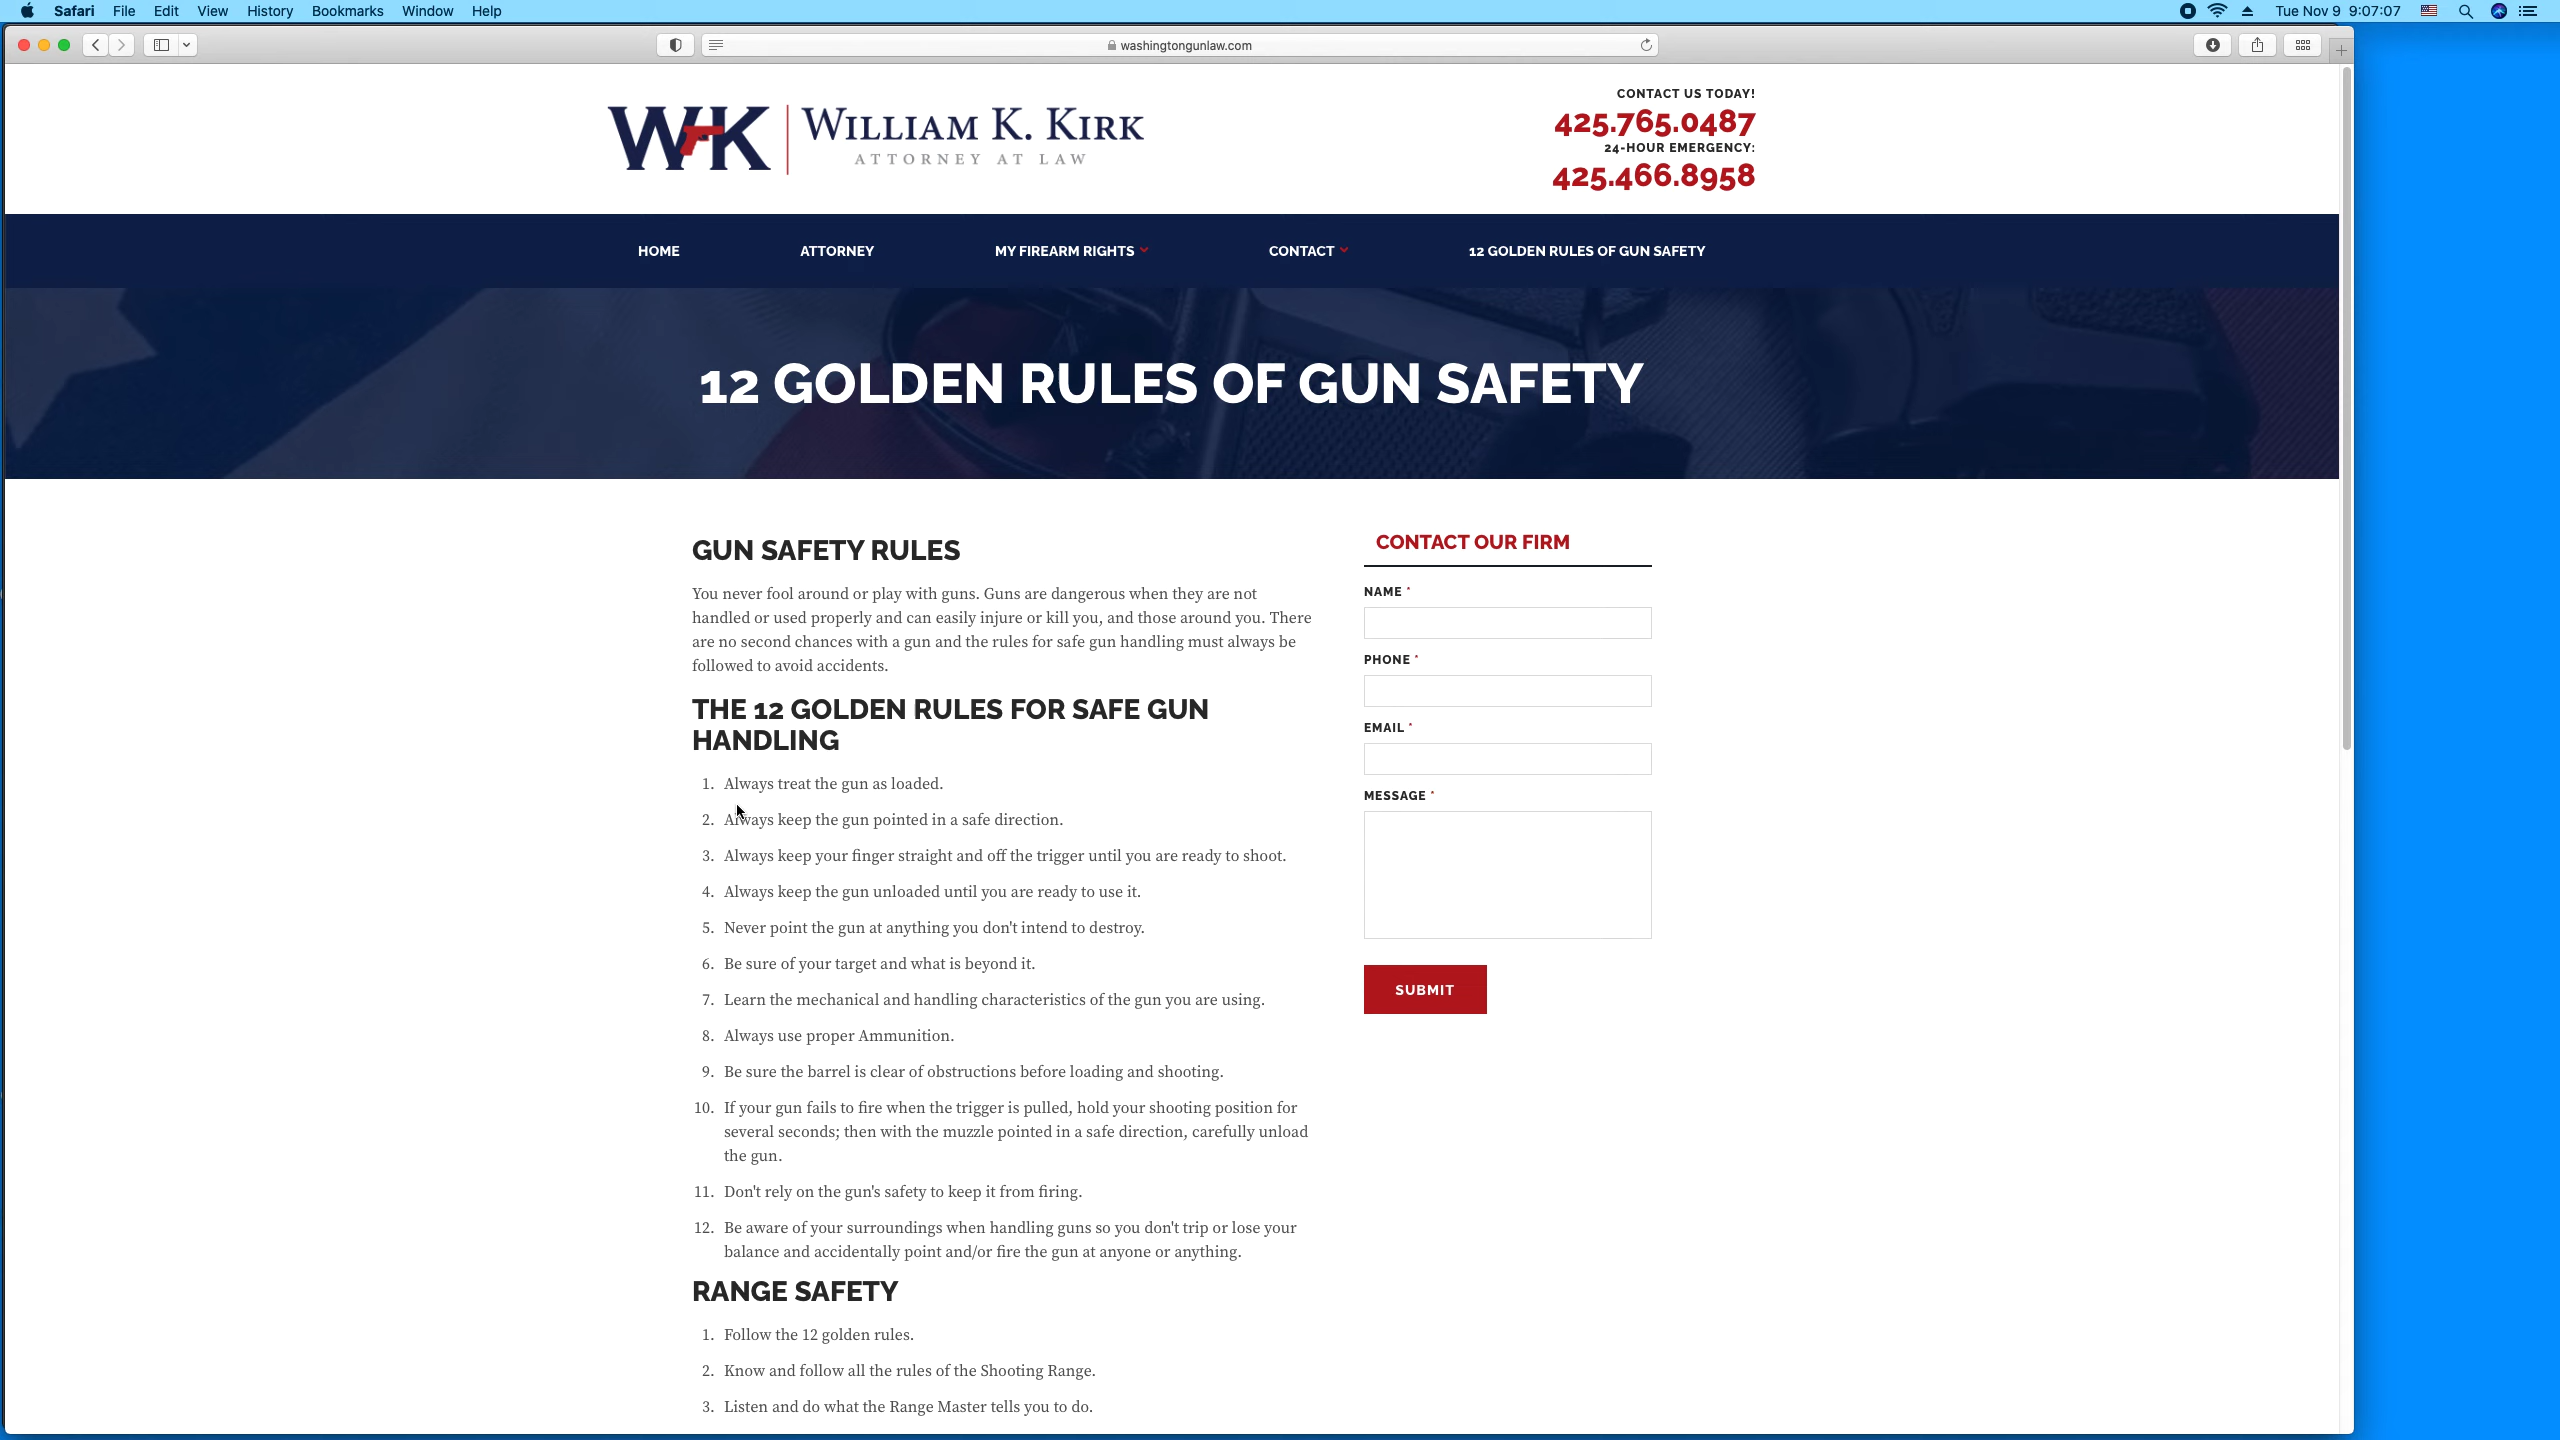 Safari File Edit View History Bookmarks Window Help
Tue Nov 9 9:07:07
washingtongunlaw.com
WK
WILLIAM K. KIRK
ATTORNEY AT LAW
CONTACT US TODAY!
425.765.0487
24-HOUR EMERGENCY:
425.466.8958
HOME ATTORNEY MY FIREARM RIGHTS CONTACT 12 GOLDEN RULES OF GUN SAFETY
12 GOLDEN RULES OF GUN SAFETY
GUN SAFETY RULES
You never fool around or play with guns. Guns are dangerous when they are not
handled or used properly and can easily injure or kill you, and those around you. There
are no second chances with a gun and the rules for safe gun handling must always be
followed to avoid accidents.
THE 12 GOLDEN RULES FOR SAFE GUN
HANDLING
1. Always treat the gun as loaded.
2. Always keep the gun pointed in a safe direction.
3. Always keep your finger straight and off the trigger until you are ready to shoot.
4. Always keep the gun unloaded until you are ready to use it.
5. Never point the gun at anything you don't intend to destroy.
6. Be sure of your target and what is beyond it.
7. Learn the mechanical and handling characteristics of the gun you are using.
8. Always use proper Ammunition.
9. Be sure the barrel is clear of obstructions before loading and shooting.
10. If your gun fails to fire when the trigger is pulled, hold your shooting position for
several seconds; then with the muzzle pointed in a safe direction, carefully unload
the gun.
11. Don't rely on the gun's safety to keep it from firing.
12. Be aware of your surroundings when handling guns so you don't trip or lose your
balance and accidentally point and/or fire the gun at anyone or anything.
RANGE SAFETY
1. Follow the 12 golden rules.
2. Know and follow all the rules of the Shooting Range.
3. Listen and do what the Range Master tells you to do.
CONTACT OUR FIRM
NAME *
PHONE *
EMAIL *
MESSAGE *
SUBMIT